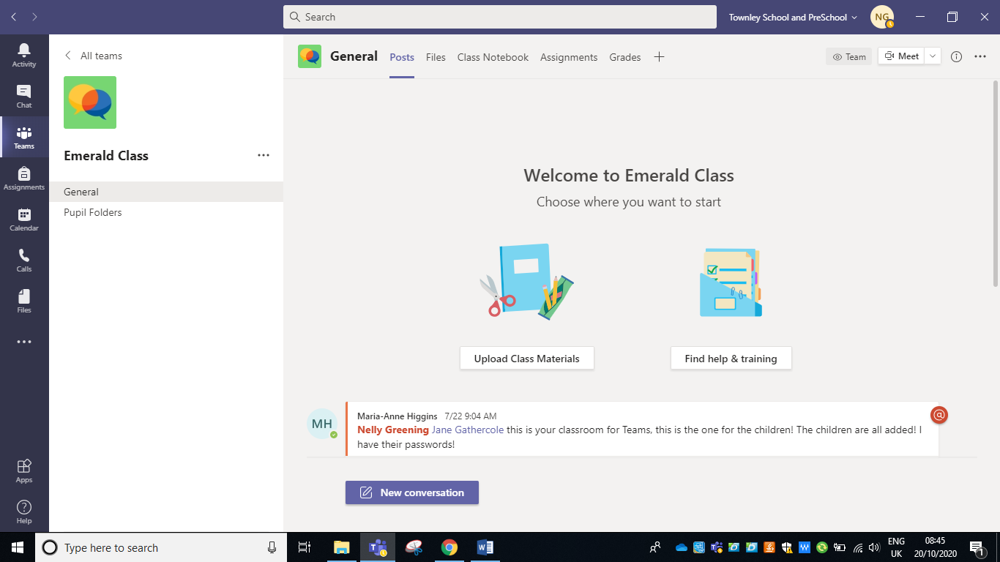 Search
Townley School and PreSchool
NG
Activity
Chat
Teams
Assignments
Calendar
Calls
Files
Apps
Help
All teams
Emerald Class
General
Pupil Folders
General Posts Files Class Notebook Assignments Grades
Team
Meet
Welcome to Emerald Class
Choose where you want to start
Upload Class Materials
Find help & training
MH
Maria-Anne Higgins 7/22 9:04 AM
Nelly Greening Jane Gathercole this is your classroom for Teams, this is the one for the children! The children are all added! I
have their passwords!
New conversation
Type here to search
ENG
UK
08:45
20/10/2020
1